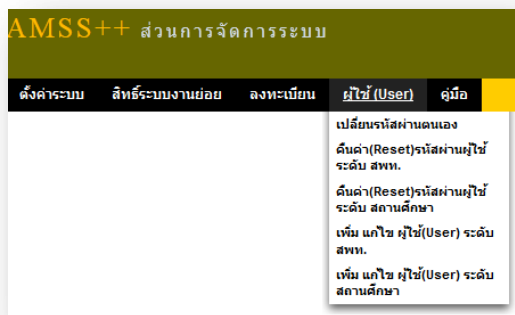 AMSS++ ส่วนการจัดการระบบ
ตั้งค่าระบบ สิทธิ์ระบบงานย่อย ลงทะเบียน ผู้ใช้ (User) คู่มือ
เปลี่ยนรหัสผ่านตนเอง
คืนค่า(Reset)รหัสผ่านผู้ใช้
ระดับ สพท.
คืนค่า(Reset)รหัสผ่านผู้ใช้
ระดับ สถานศึกษา
เพิ่ม แก้ไข ผู้ใช้(User) ระดับ
สพท.
เพิ่ม แก้ไข ผู้ใช้(User) ระดับ
สถานศึกษา